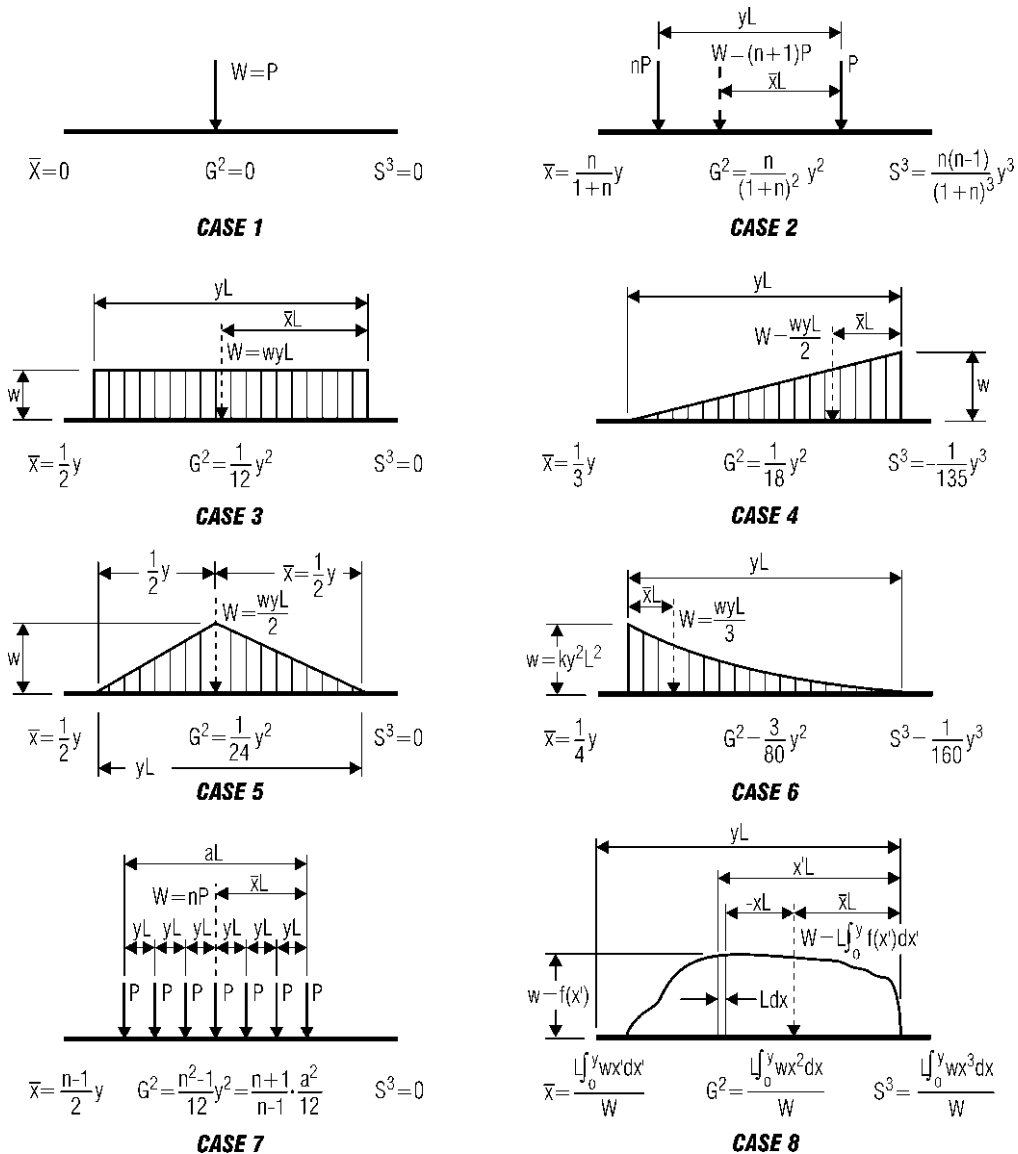 W=P
X̅=0 G²=0 S³=0
CASE 1
yL
nP W−(n+1)P P
x̅L
x̅=n/(1+n) y G²=n/(1+n)² y² S³=n(n-1)/(1+n)³ y³
CASE 2
yL
x̅L
W=wyL
w
x̅=1/2 y G²=1/12 y² S³=0
CASE 3
yL
x̅L
W−wyL/2
w
x̅=1/3 y G²=1/18 y² S³=-1/135 y³
CASE 4
1/2 y x̅=1/2 y
W=wyL/2
w
x̅=1/2 y G²=1/24 y² S³=0
yL
CASE 5
yL
x̅L
W=wyL/3
w=ky²L²
x̅=1/4 y G²−3/80 y² S³−1/160 y³
CASE 6
aL
W=nP x̅L
yL yL yL yL yL yL
P P P P P P P
x̅=n-1/2 y G²=n²-1/12 y²=n+1/n-1·a²/12 S³=0
CASE 7
yL
x'L
-xL x̅L
W−L∫₀ʸ f(x')dx'
w−f(x')
Ldx
x̅=L∫₀ʸwx'dx'/W G²=L∫₀ʸwx²dx/W S³=L∫₀ʸwx³dx/W
CASE 8